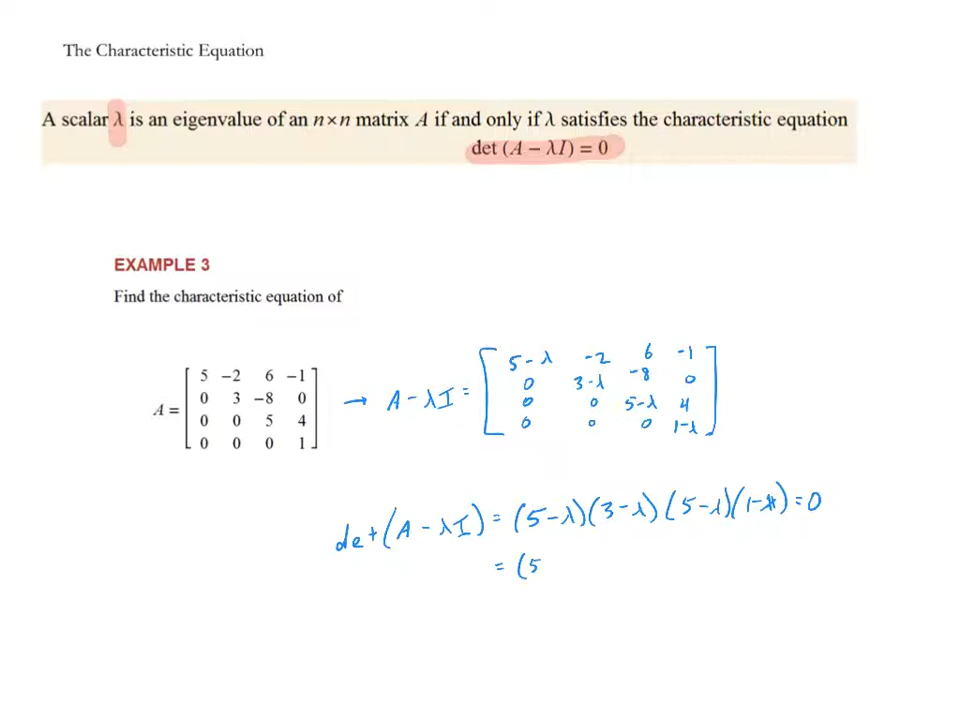 The Characteristic Equation
A scalar λ is an eigenvalue of an n×n matrix A if and only if λ satisfies the characteristic equation
det (A − λI) = 0
EXAMPLE 3
Find the characteristic equation of
A = [ 5 −2 6 −1
0 3 −8 0
0 0 5 4
0 0 0 1 ]
→ A - λI = [ 5-λ -2 6 -1
0 3-λ -8 0
0 0 5-λ 4
0 0 0 1-λ ]
det(A - λI) = (5-λ)(3-λ)(5-λ)(1-λ) = 0
= (5